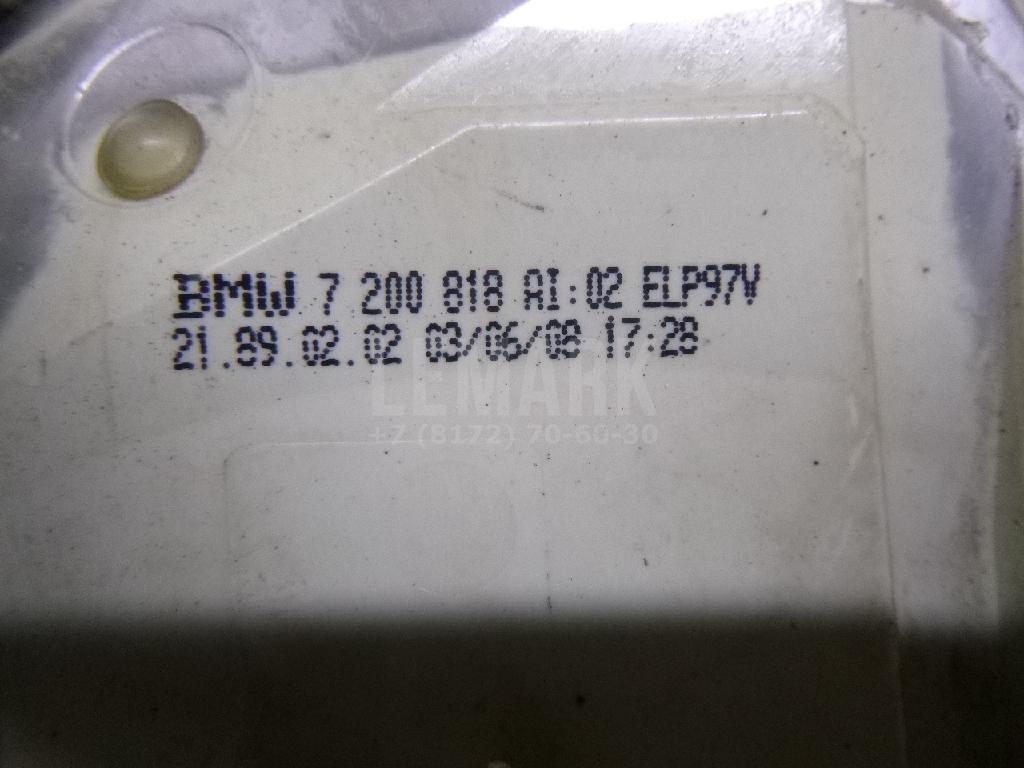 BMW 7 200 818 AI:02 ELP97V
21.89.02.02 03/06/08 17:28
LEMARK
+7 (8172) 70-60-30